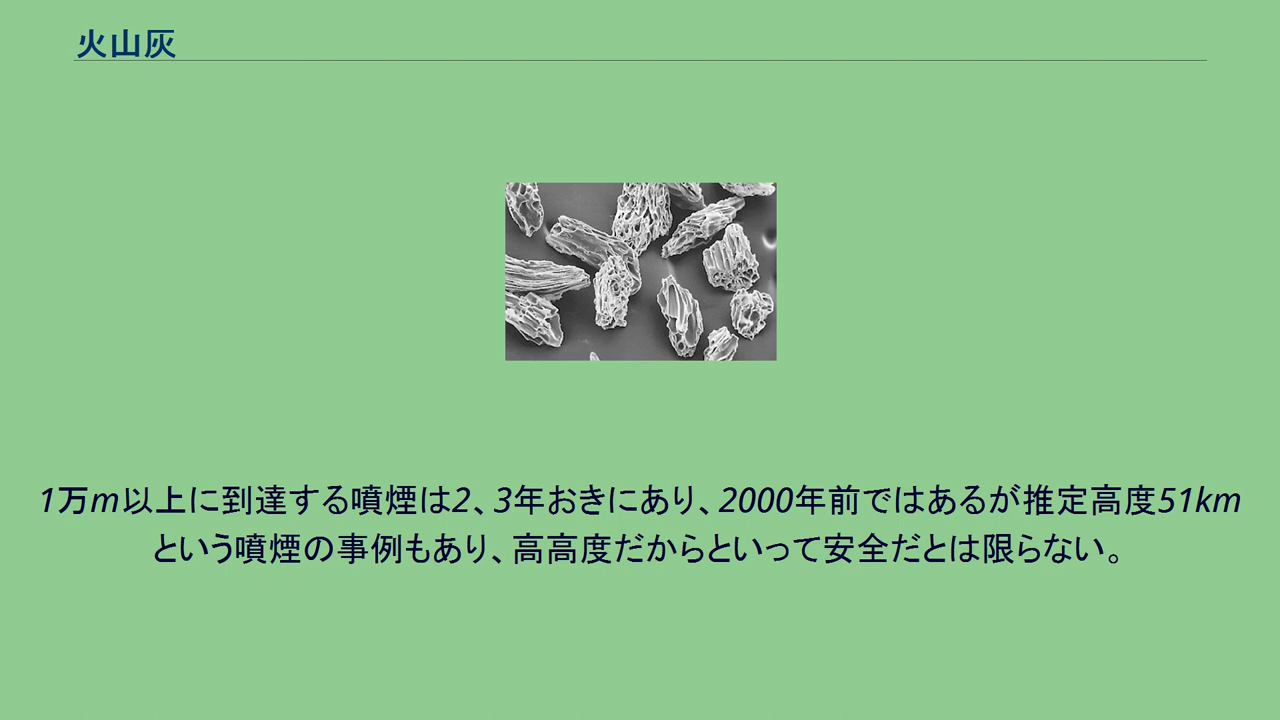 火山灰
1万m以上に到達する噴煙は2、3年おきにあり、2000年前ではあるが推定高度51km
という噴煙の事例もあり、高高度だからといって安全だとは限らない。